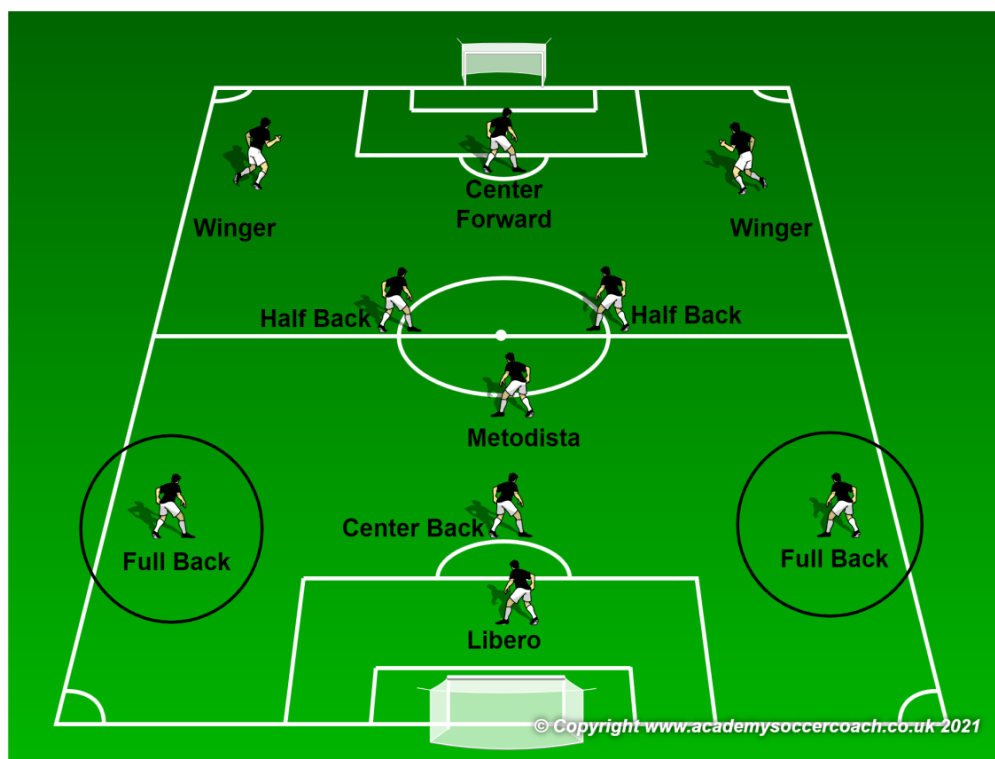 Center
Forward
Winger
Winger
Half Back
Half Back
Metodista
Center Back
Full Back
Full Back
Libero
© Copyright www.academysoccercoach.co.uk 2021